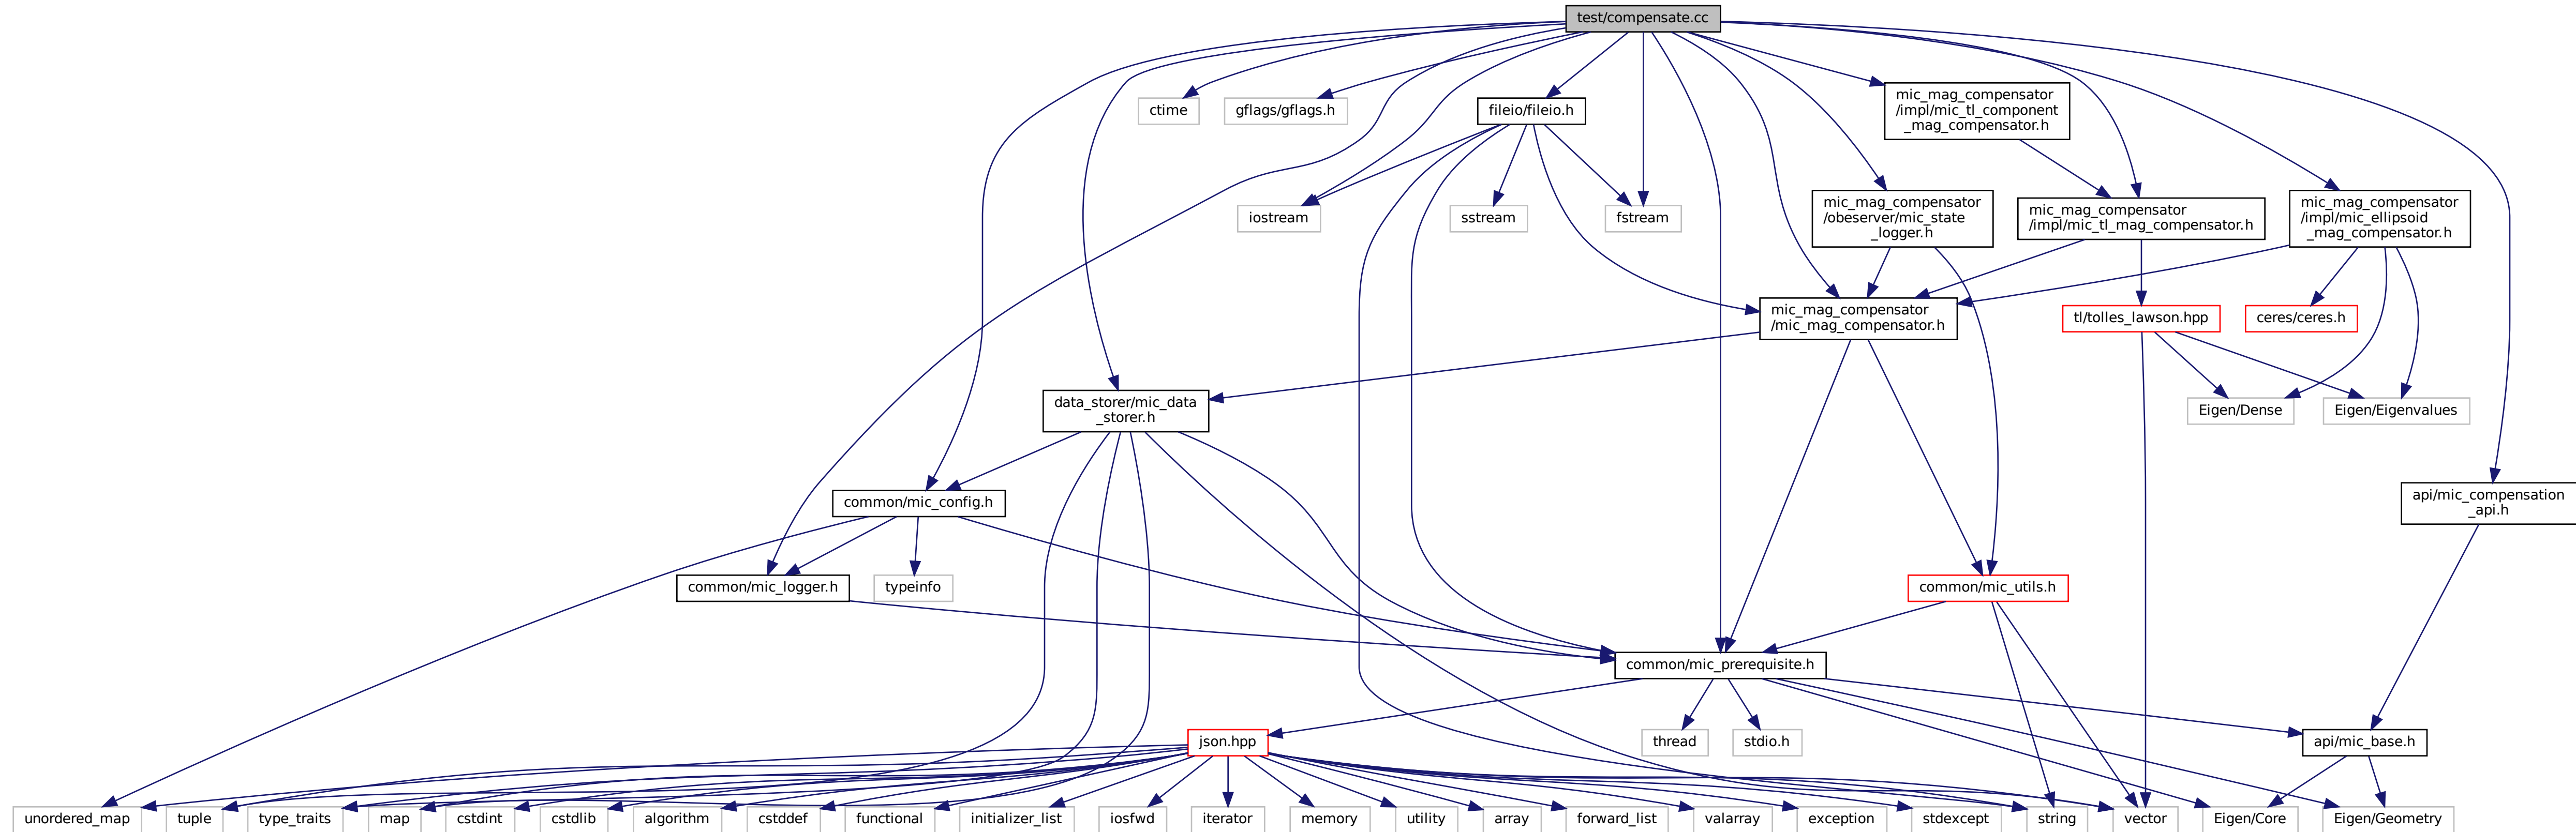 test/compensate.cc
ctime
gflags/gflags.h
fileio/fileio.h
mic_mag_compensator
/impl/mic_tl_component
_mag_compensator.h
iostream
sstream
fstream
mic_mag_compensator
/obeserver/mic_state
_logger.h
mic_mag_compensator
/impl/mic_tl_mag_compensator.h
mic_mag_compensator
/impl/mic_ellipsoid
_mag_compensator.h
mic_mag_compensator
/mic_mag_compensator.h
tl/tolles_lawson.hpp
ceres/ceres.h
data_storer/mic_data
_storer.h
Eigen/Dense
Eigen/Eigenvalues
common/mic_config.h
api/mic_compensation
_api.h
common/mic_logger.h
typeinfo
common/mic_utils.h
common/mic_prerequisite.h
json.hpp
thread
stdio.h
api/mic_base.h
unordered_map
tuple
type_traits
map
cstdint
cstdlib
algorithm
cstddef
functional
initializer_list
iosfwd
iterator
memory
utility
array
forward_list
valarray
exception
stdexcept
string
vector
Eigen/Core
Eigen/Geometry